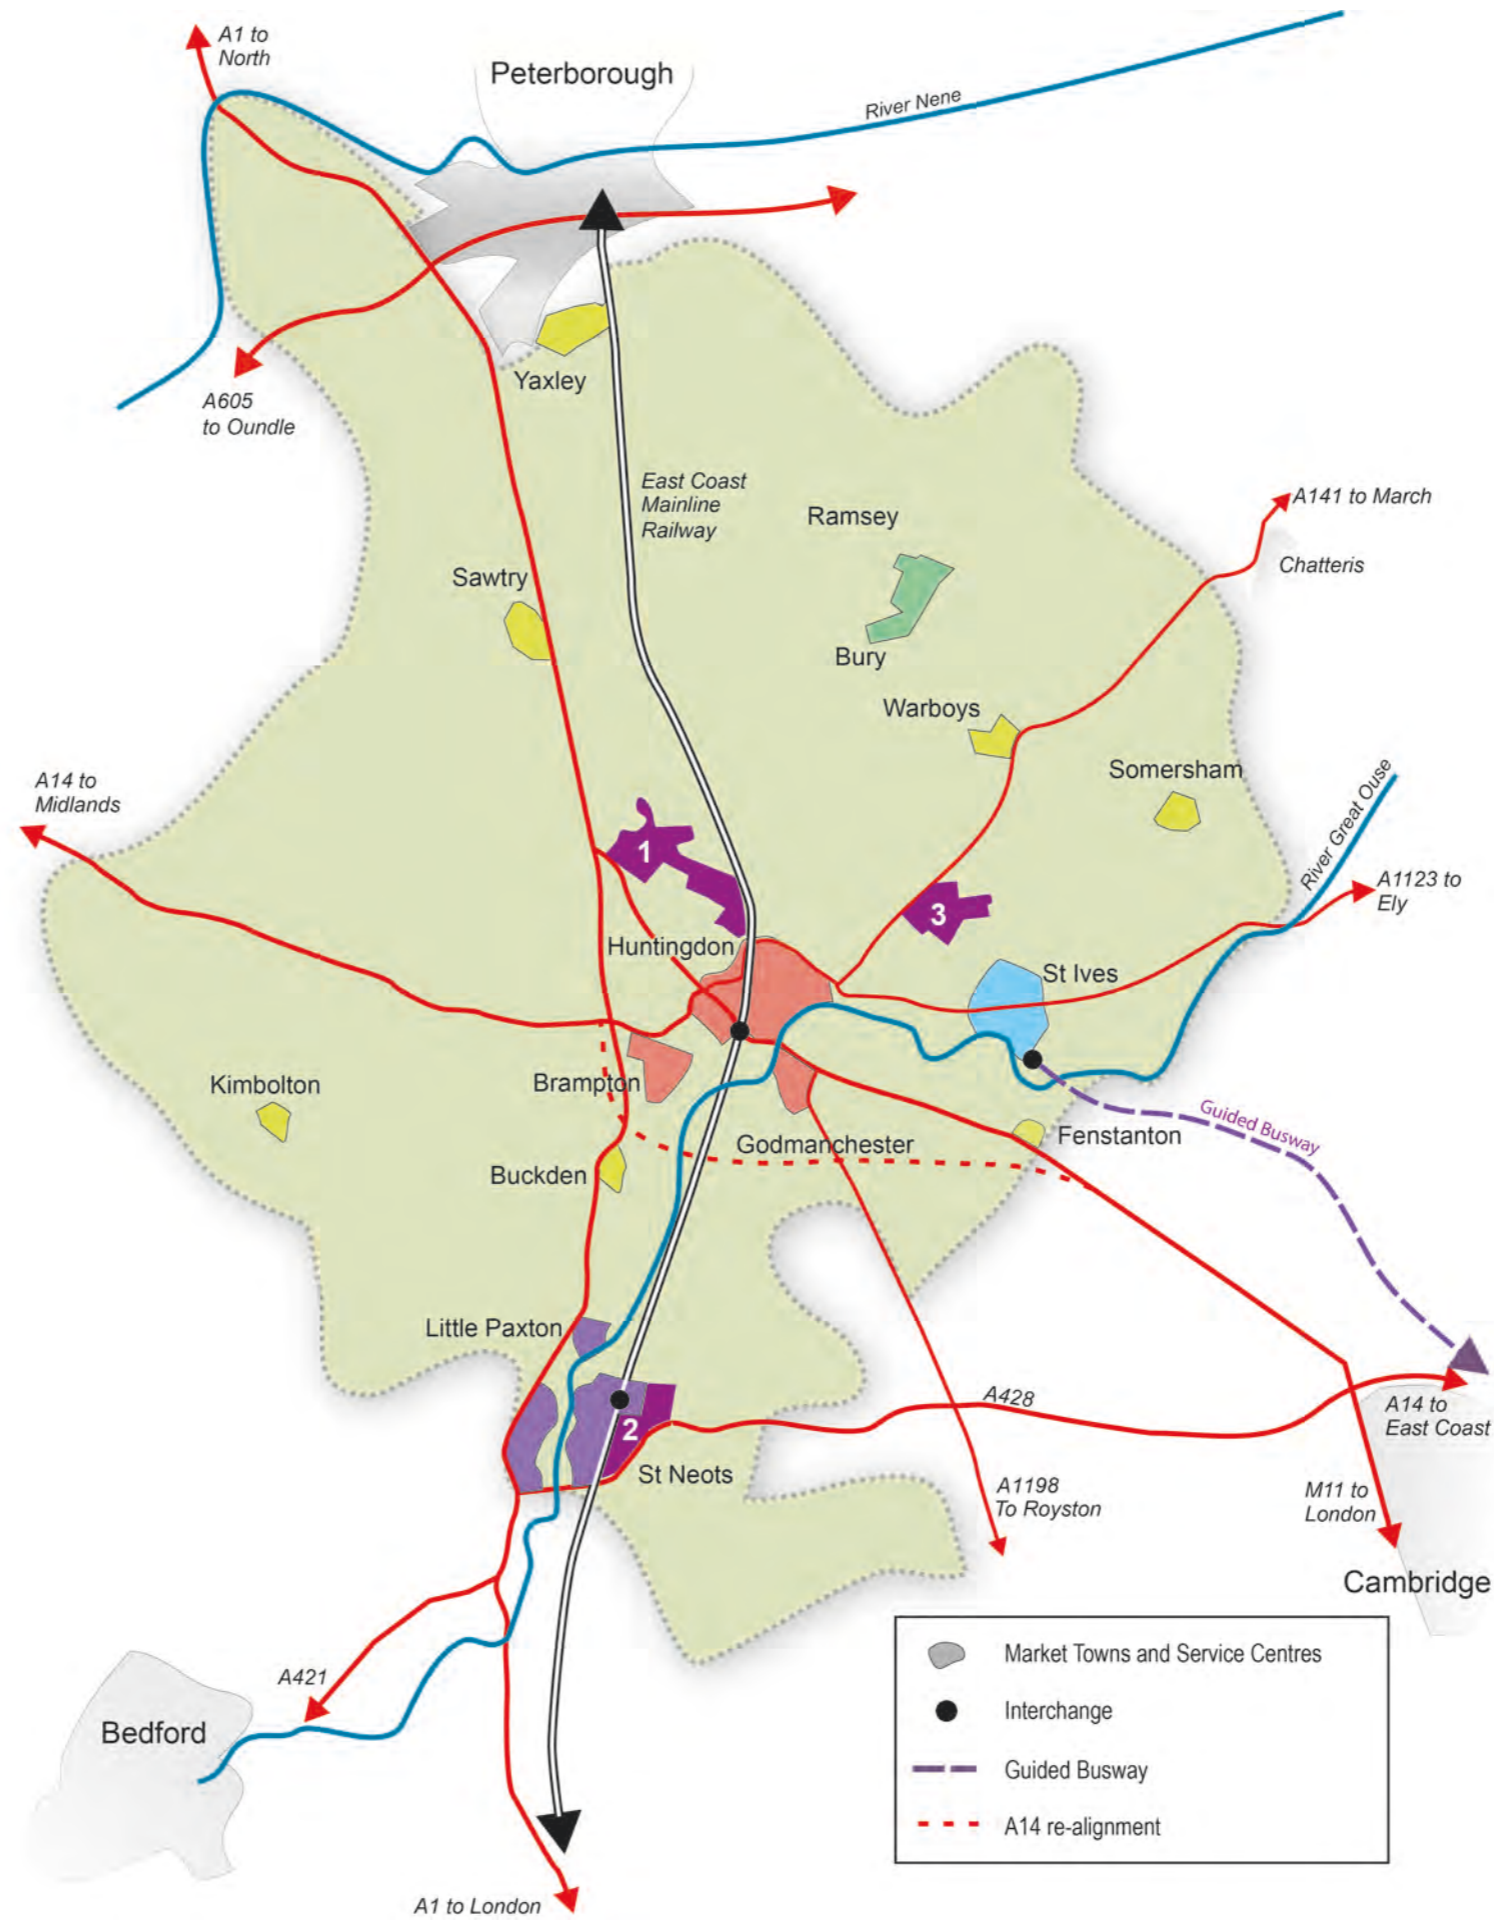 A1 to
North
Peterborough
River Nene
A605
to Oundle
Yaxley
East Coast
Mainline
Railway
Ramsey
A141 to March
Chatteris
Sawtry
Bury
Warboys
Somersham
A14 to
Midlands
River Great Ouse
1
3
A1123 to
Ely
Huntingdon
St Ives
Kimbolton
Brampton
Guided Busway
Fenstanton
Godmanchester
Buckden
Little Paxton
A428
A14 to
East Coast
2
St Neots
A1198
To Royston
M11 to
London
Cambridge
A421
Bedford
A1 to London
Market Towns and Service Centres
Interchange
Guided Busway
A14 re-alignment